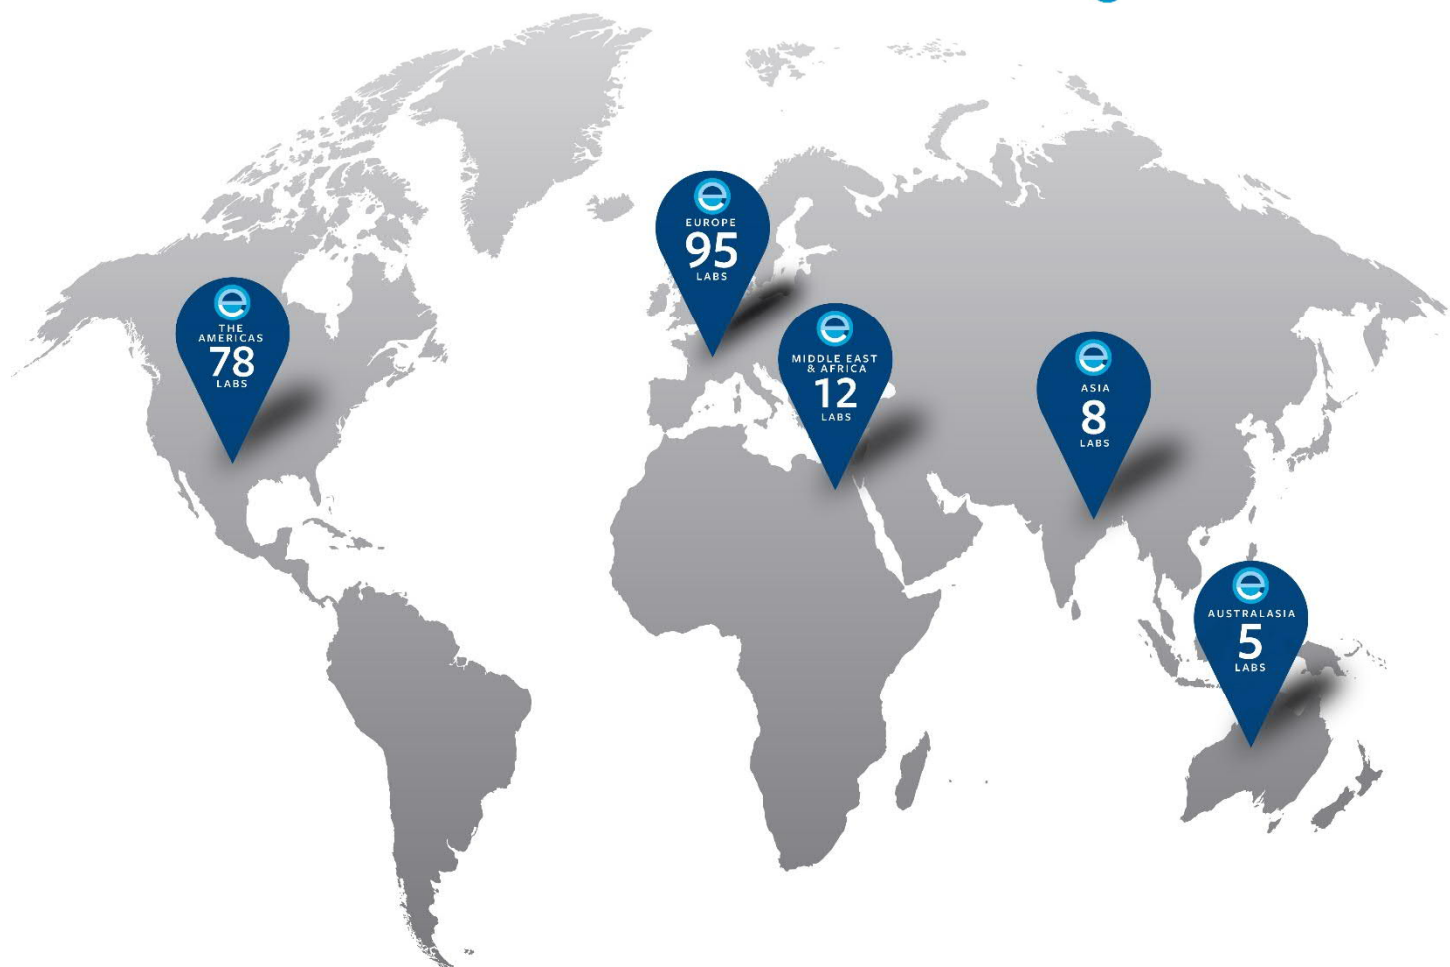 EUROPE
95
LABS
THE
AMERICAS
78
LABS
MIDDLE EAST
& AFRICA
12
LABS
ASIA
8
LABS
AUSTRALASIA
5
LABS